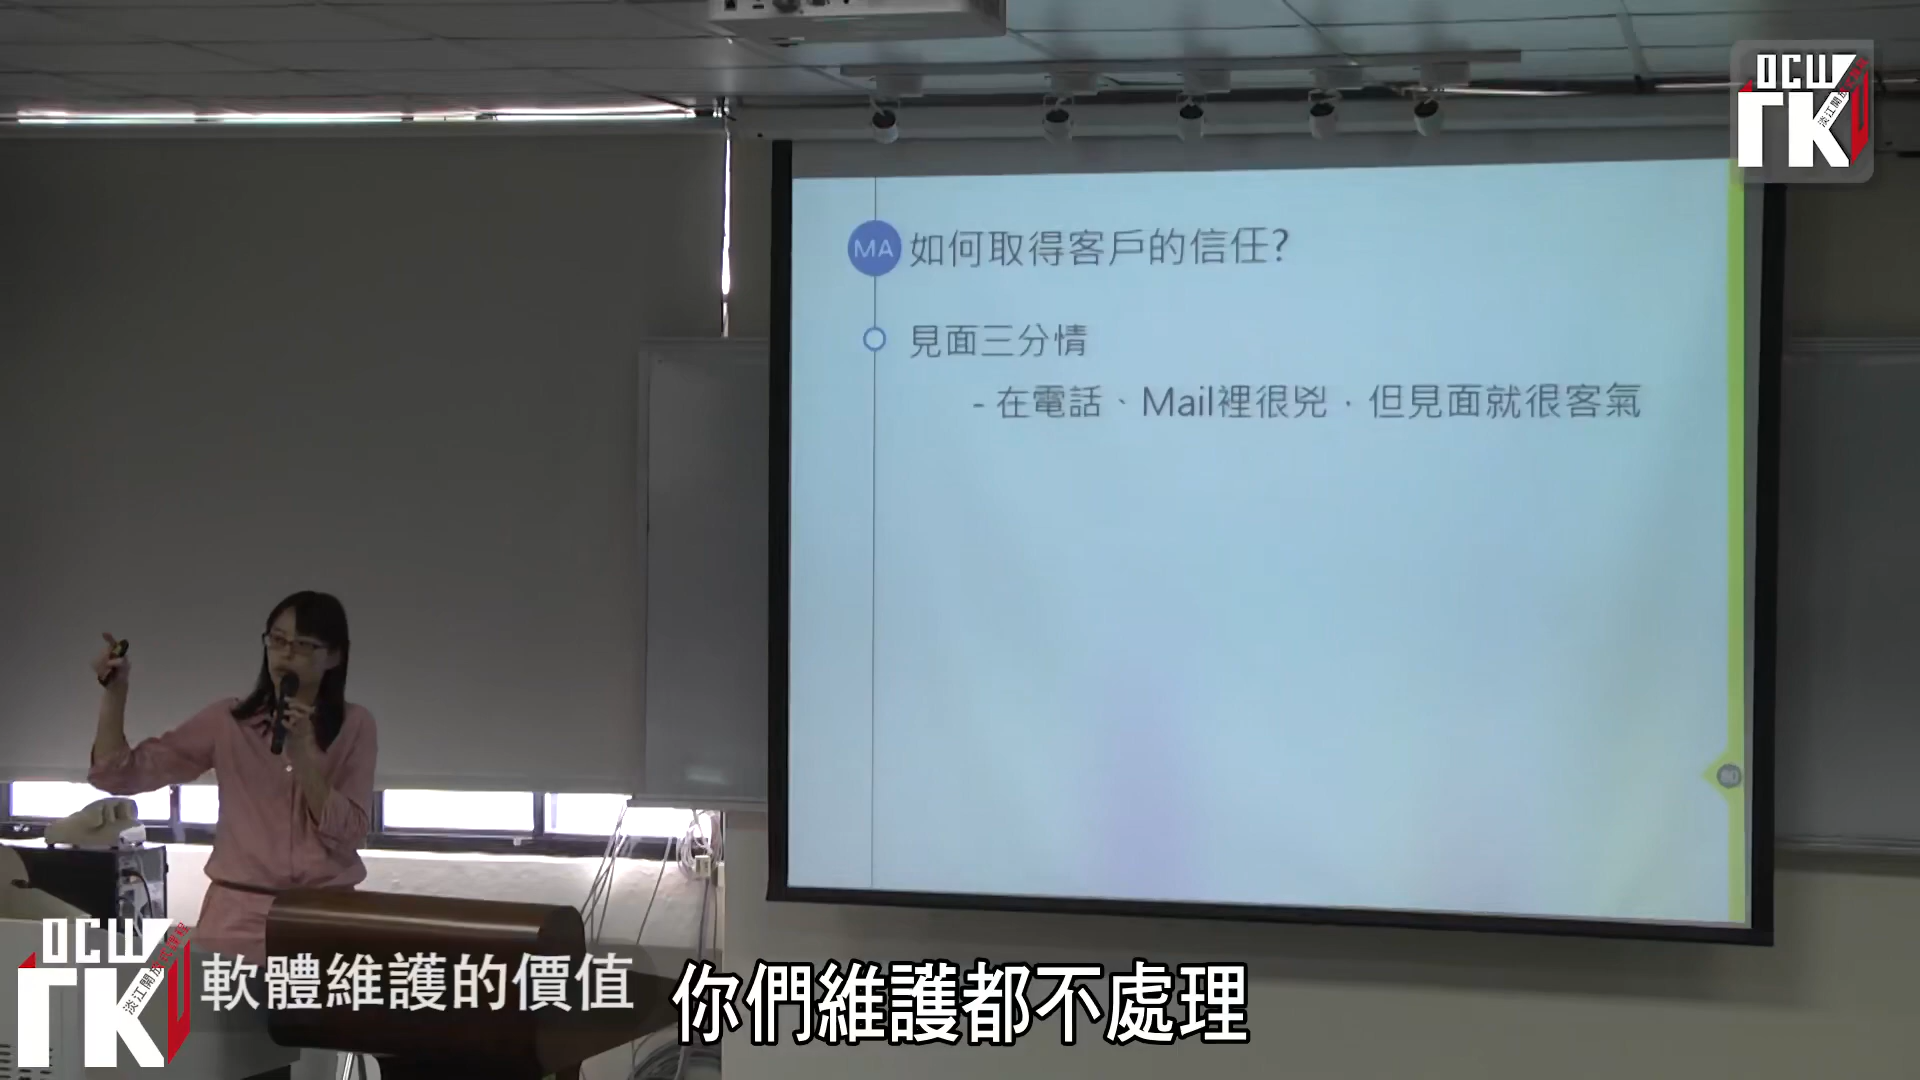 OCW
TKU
淡江開放式課程
MA
如何取得客戶的信任?
見面三分情
- 在電話、Mail裡很兇，但見面就很客氣
OCW
TKU
淡江開放式課程
軟體維護的價值
你們維護都不處理